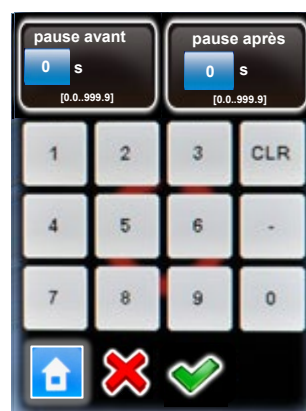 pause avant
0 s
[0.0..999.9]
pause après
0 s
[0.0..999.9]
1 2 3 CLR
4 5 6 -
7 8 9 0